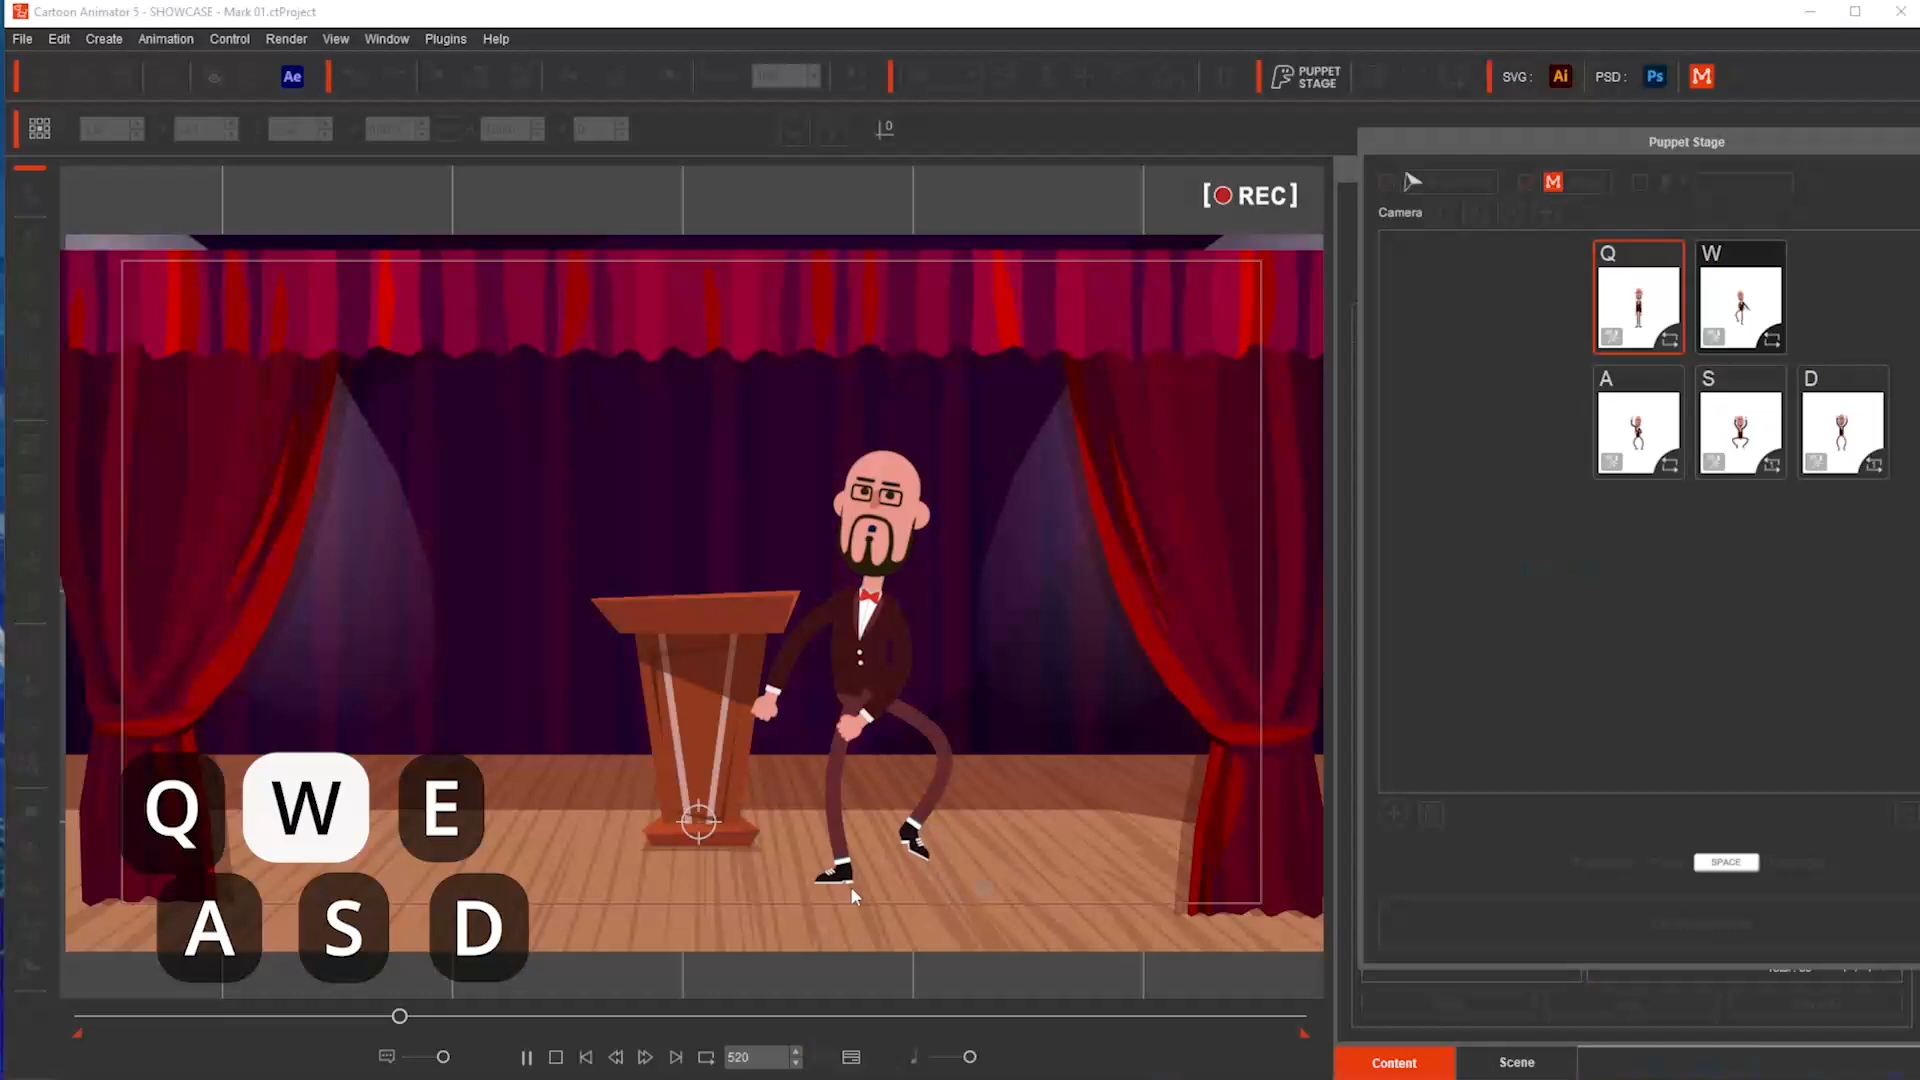 Cartoon Animator 5 - SHOWCASE - Mark 01.ctProject
File Edit Create Animation Control Render View Window Plugins Help
Ae
PUPPET STAGE
SVG : Ai PSD : Ps M
0
Puppet Stage
[ REC ]
M
Camera
Q W
A S D
Q W E
A S D
SPACE
520
Content Scene